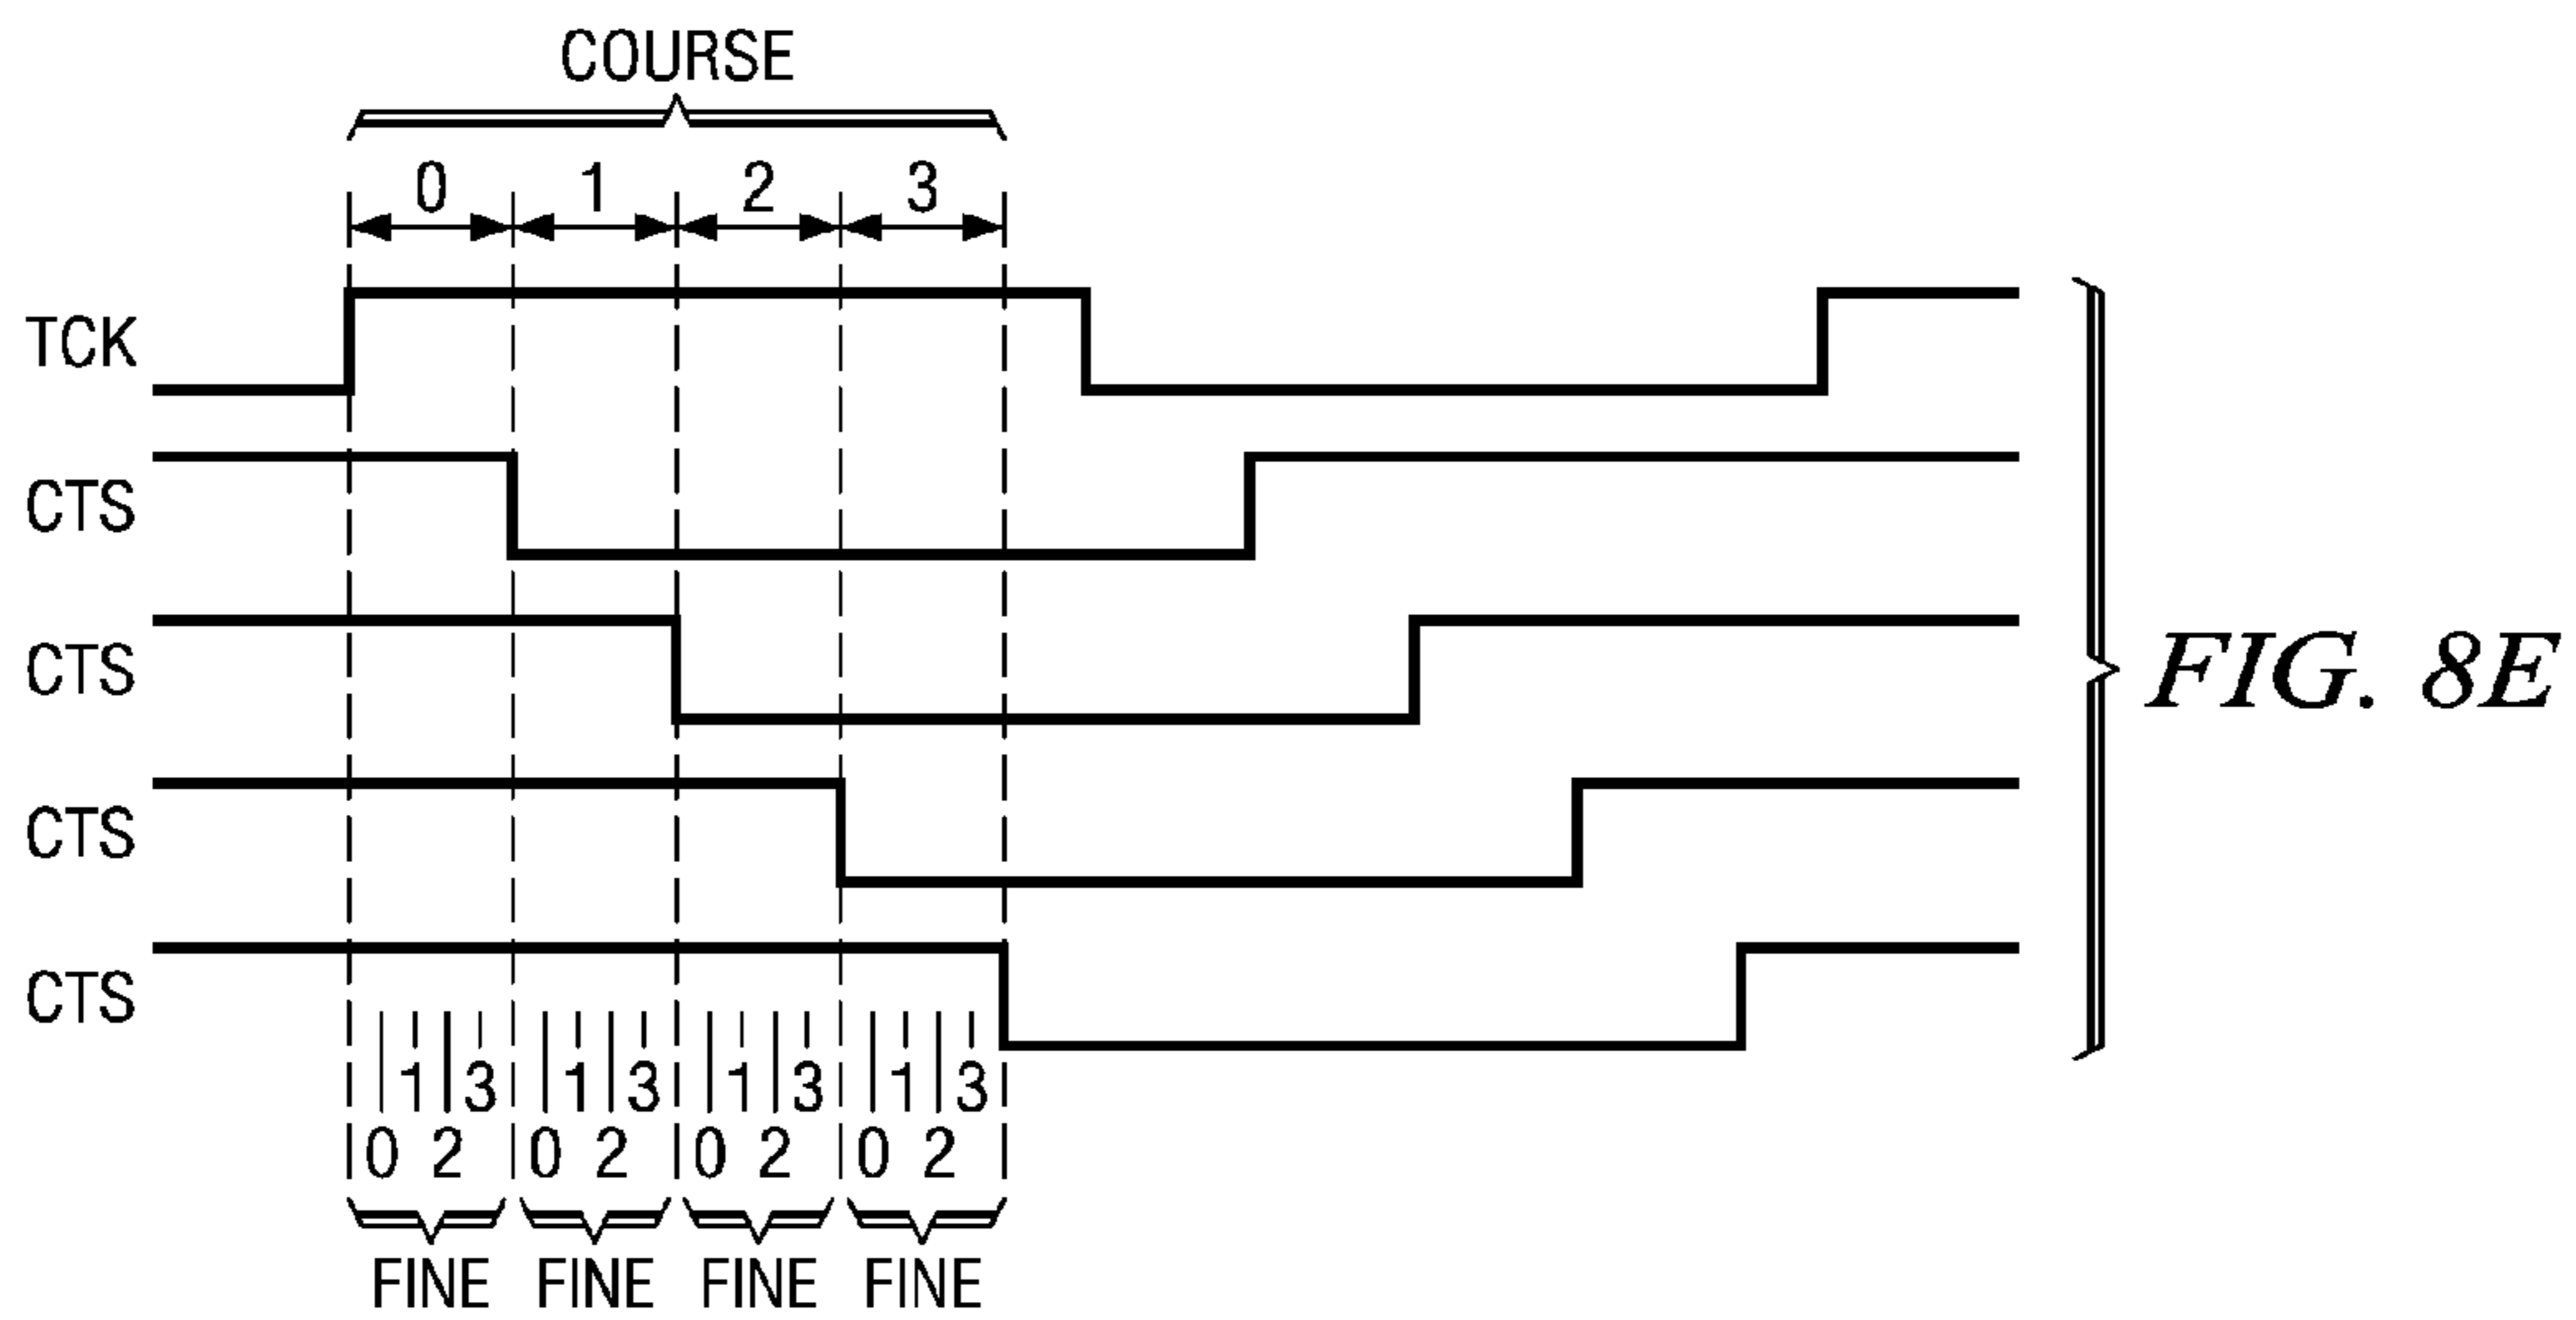 COURSE
0 1 2 3
TCK
CTS
CTS
FIG. 8E
CTS
CTS
1 3 1 3 1 3 1 3
0 2 0 2 0 2 0 2
FINE FINE FINE FINE